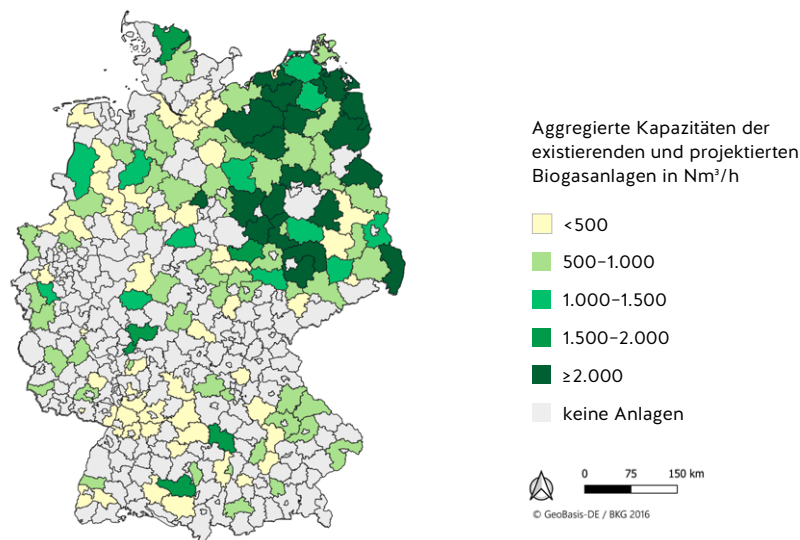 Aggregierte Kapazitäten der
existierenden und projektierten
Biogasanlagen in Nm³/h
<500
500–1.000
1.000–1.500
1.500–2.000
≥2.000
keine Anlagen
0 75 150 km
© GeoBasis-DE / BKG 2016